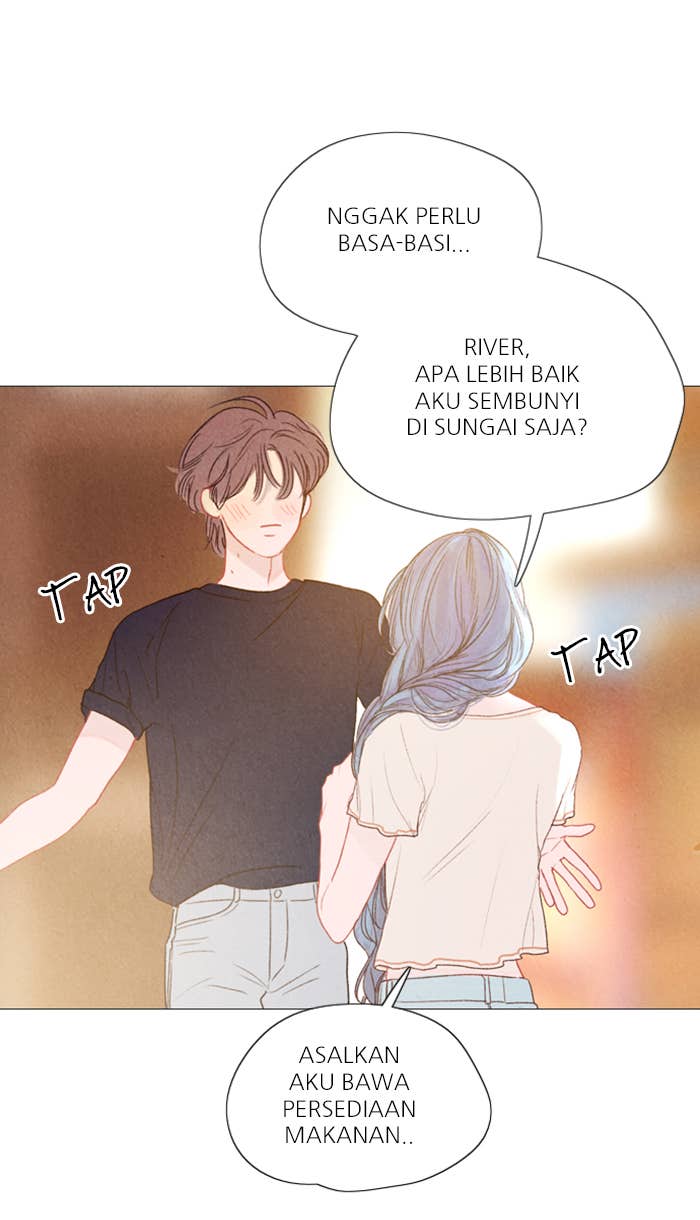 NGGAK PERLU
BASA-BASI...
RIVER,
APA LEBIH BAIK
AKU SEMBUNYI
DI SUNGAI SAJA?
TAP
TAP
ASALKAN
AKU BAWA
PERSEDIAAN
MAKANAN..